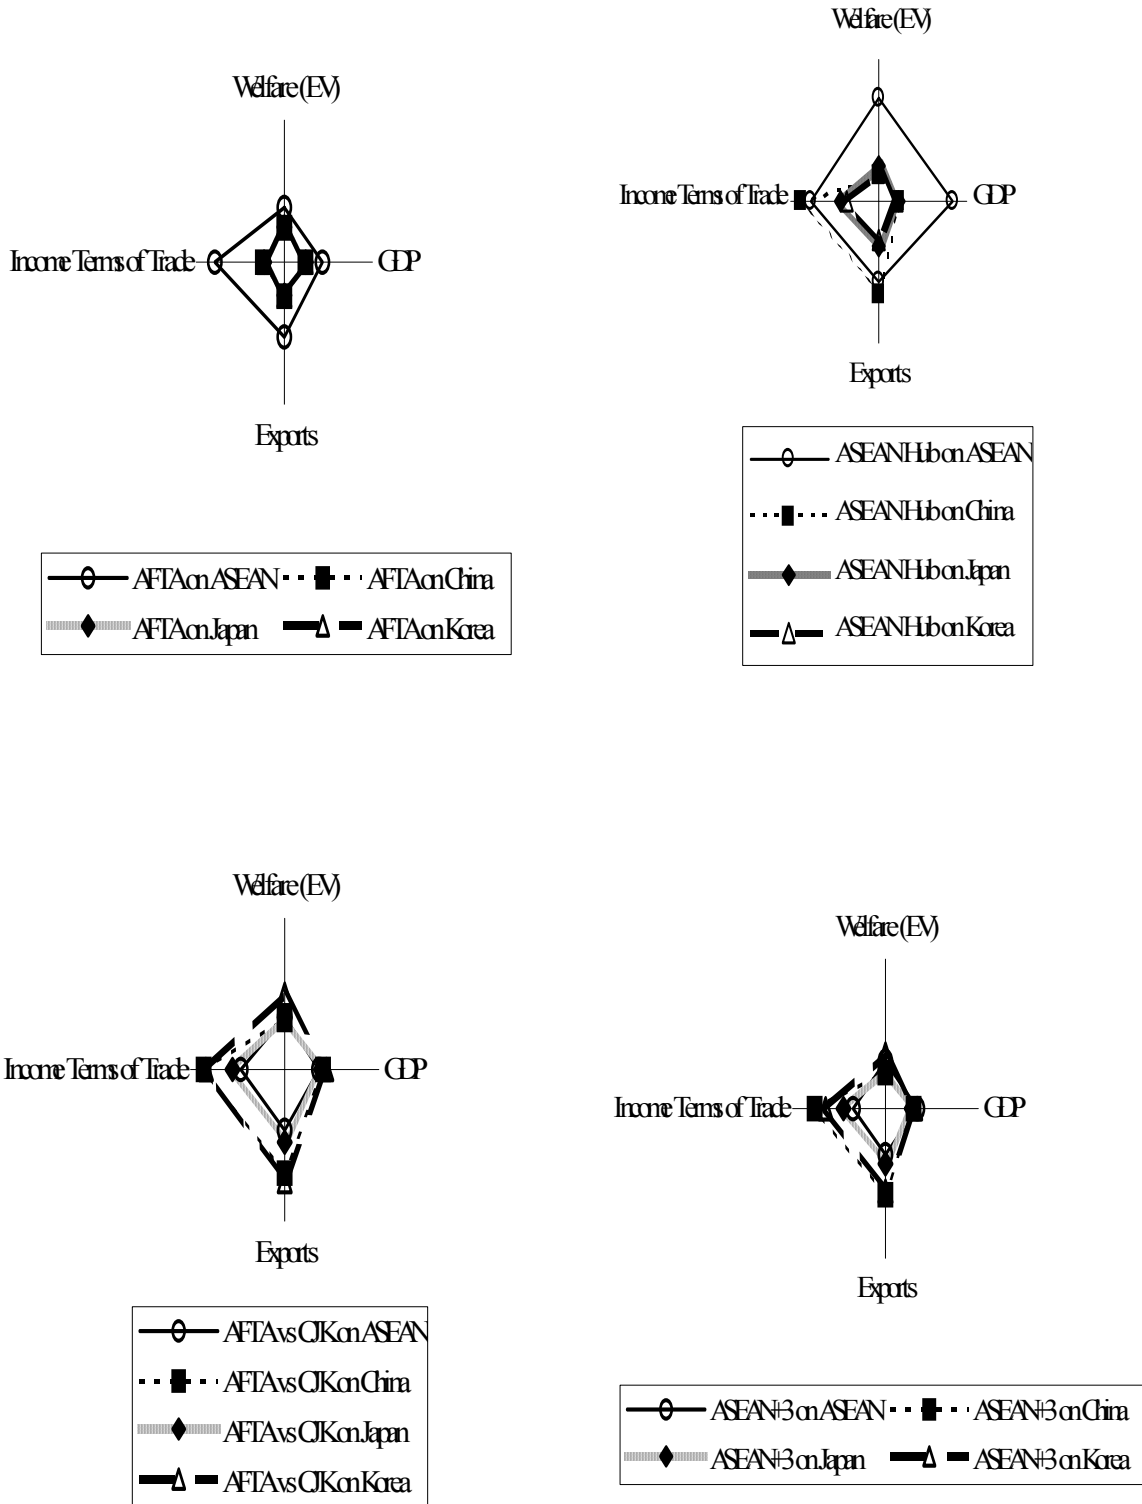 Welfare (EV)
Income Terms of Trade
GDP
Exports
AFTA on ASEAN
AFTA on China
AFTA on Japan
AFTA on Korea
Welfare (EV)
Income Terms of Trade
GDP
Exports
ASEAN Hub on ASEAN
ASEAN Hub on China
ASEAN Hub on Japan
ASEAN Hub on Korea
Welfare (EV)
Income Terms of Trade
GDP
Exports
AFTA vs CJK on ASEAN
AFTA vs CJK on China
AFTA vs CJK on Japan
AFTA vs CJK on Korea
Welfare (EV)
Income Terms of Trade
GDP
Exports
ASEAN+3 on ASEAN
ASEAN+3 on China
ASEAN+3 on Japan
ASEAN+3 on Korea